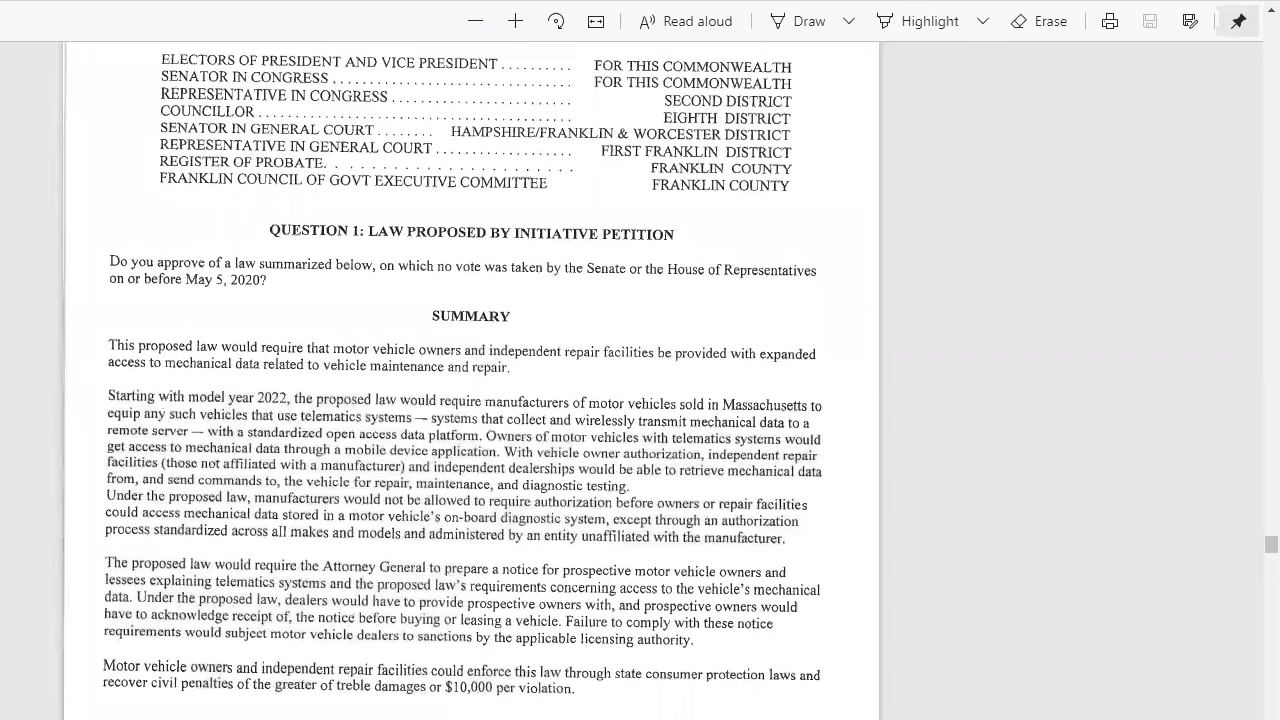 Read aloud Draw Highlight Erase
ELECTORS OF PRESIDENT AND VICE PRESIDENT .......... FOR THIS COMMONWEALTH
SENATOR IN CONGRESS .............................. FOR THIS COMMONWEALTH
REPRESENTATIVE IN CONGRESS ....................... SECOND DISTRICT
COUNCILLOR ........................................ EIGHTH DISTRICT
SENATOR IN GENERAL COURT ........ HAMPSHIRE/FRANKLIN & WORCESTER DISTRICT
REPRESENTATIVE IN GENERAL COURT ................. FIRST FRANKLIN DISTRICT
REGISTER OF PROBATE. . . . . . . . . . . . . . . . . . . . . . . FRANKLIN COUNTY
FRANKLIN COUNCIL OF GOVT EXECUTIVE COMMITTEE FRANKLIN COUNTY
QUESTION 1: LAW PROPOSED BY INITIATIVE PETITION
Do you approve of a law summarized below, on which no vote was taken by the Senate or the House of Representatives
on or before May 5, 2020?
SUMMARY
This proposed law would require that motor vehicle owners and independent repair facilities be provided with expanded
access to mechanical data related to vehicle maintenance and repair.
Starting with model year 2022, the proposed law would require manufacturers of motor vehicles sold in Massachusetts to
equip any such vehicles that use telematics systems — systems that collect and wirelessly transmit mechanical data to a
remote server — with a standardized open access data platform. Owners of motor vehicles with telematics systems would
get access to mechanical data through a mobile device application. With vehicle owner authorization, independent repair
facilities (those not affiliated with a manufacturer) and independent dealerships would be able to retrieve mechanical data
from, and send commands to, the vehicle for repair, maintenance, and diagnostic testing.
Under the proposed law, manufacturers would not be allowed to require authorization before owners or repair facilities
could access mechanical data stored in a motor vehicle's on-board diagnostic system, except through an authorization
process standardized across all makes and models and administered by an entity unaffiliated with the manufacturer.
The proposed law would require the Attorney General to prepare a notice for prospective motor vehicle owners and
lessees explaining telematics systems and the proposed law's requirements concerning access to the vehicle's mechanical
data. Under the proposed law, dealers would have to provide prospective owners with, and prospective owners would
have to acknowledge receipt of, the notice before buying or leasing a vehicle. Failure to comply with these notice
requirements would subject motor vehicle dealers to sanctions by the applicable licensing authority.
Motor vehicle owners and independent repair facilities could enforce this law through state consumer protection laws and
recover civil penalties of the greater of treble damages or $10,000 per violation.